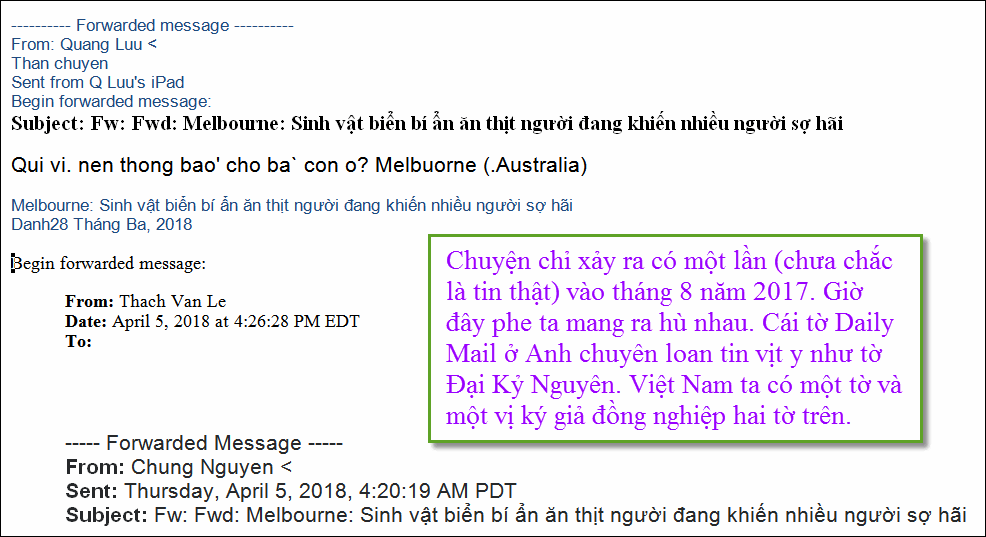 ---------- Forwarded message ----------
From: Quang Luu <
Than chuyen
Sent from Q Luu's iPad
Begin forwarded message:
Subject: Fw: Fwd: Melbourne: Sinh vật biển bí ẩn ăn thịt người đang khiến nhiều người sợ hãi
Qui vi. nen thong bao' cho ba` con o? Melbuorne (.Australia)
Melbourne: Sinh vật biển bí ẩn ăn thịt người đang khiến nhiều người sợ hãi
Danh28 Tháng Ba, 2018
Begin forwarded message:
From: Thach Van Le
Date: April 5, 2018 at 4:26:28 PM EDT
To:
Chuyện chỉ xảy ra có một lần (chưa chắc
là tin thật) vào tháng 8 năm 2017. Giờ
đây phe ta mang ra hù nhau. Cái tờ Daily
Mail ở Anh chuyên loan tin vịt y như tờ
Đại Kỷ Nguyên. Việt Nam ta có một tờ và
một vị ký giả đồng nghiệp hai tờ trên.
----- Forwarded Message -----
From: Chung Nguyen <
Sent: Thursday, April 5, 2018, 4:20:19 AM PDT
Subject: Fw: Fwd: Melbourne: Sinh vật biển bí ẩn ăn thịt người đang khiến nhiều người sợ hãi